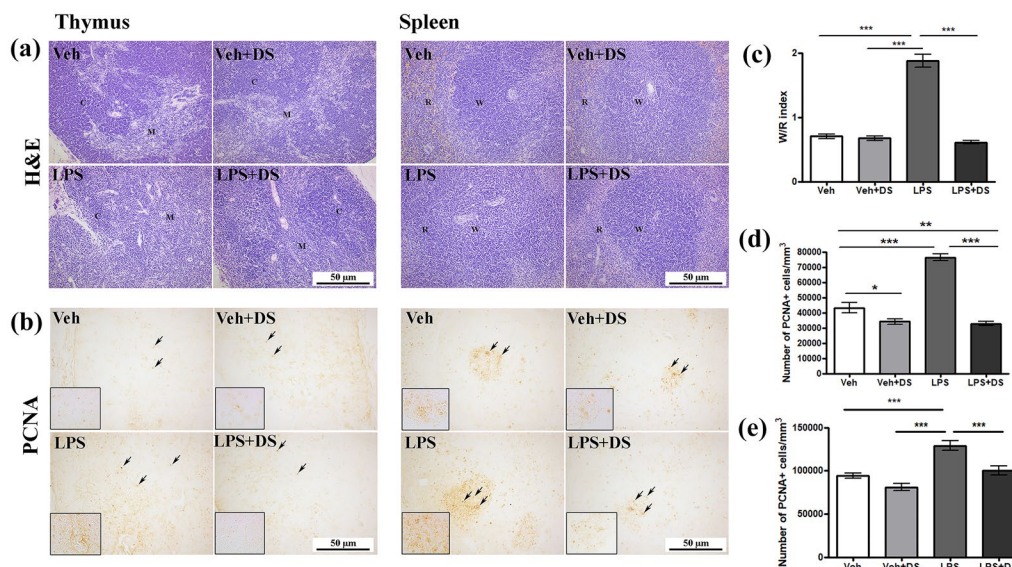 Thymus Spleen
(a)
H&E
Veh Veh+DS Veh Veh+DS
C M C M R W R W
LPS LPS+DS LPS LPS+DS
C M C M R W R W
50 μm 50 μm
(b)
PCNA
Veh Veh+DS Veh Veh+DS
LPS LPS+DS LPS LPS+DS
50 μm 50 μm
(c)
*** ***
***
W/R index
2
1
0
Veh Veh+DS LPS LPS+DS
(d)
**
*** ***
*
Number of PCNA+ cells/mm³
80000
70000
60000
50000
40000
30000
20000
10000
0
Veh Veh+DS LPS LPS+DS
(e)
***
*** ***
Number of PCNA+ cells/mm³
150000
100000
50000
0
Veh Veh+DS LPS LPS+D